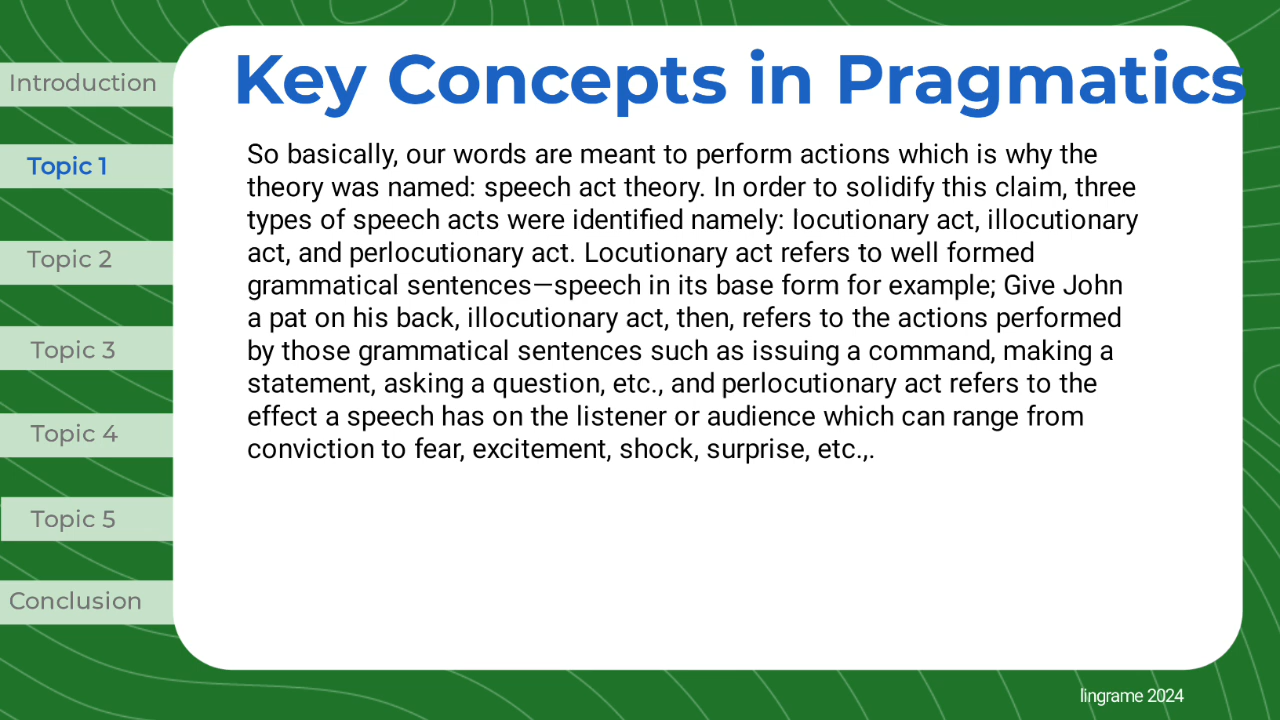 Key Concepts in Pragmatics
Introduction
Topic 1
Topic 2
Topic 3
Topic 4
Topic 5
Conclusion
So basically, our words are meant to perform actions which is why the
theory was named: speech act theory. In order to solidify this claim, three
types of speech acts were identified namely: locutionary act, illocutionary
act, and perlocutionary act. Locutionary act refers to well formed
grammatical sentences—speech in its base form for example; Give John
a pat on his back, illocutionary act, then, refers to the actions performed
by those grammatical sentences such as issuing a command, making a
statement, asking a question, etc., and perlocutionary act refers to the
effect a speech has on the listener or audience which can range from
conviction to fear, excitement, shock, surprise, etc.,.
lingrame 2024